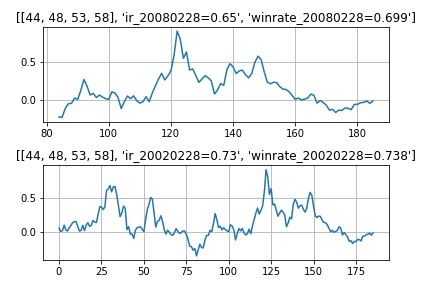 [[44, 48, 53, 58], 'ir_20080228=0.65', 'winrate_20080228=0.699']
0.5
0.0
80 100 120 140 160 180
[[44, 48, 53, 58], 'ir_20020228=0.73', 'winrate_20020228=0.738']
0.5
0.0
0 25 50 75 100 125 150 175